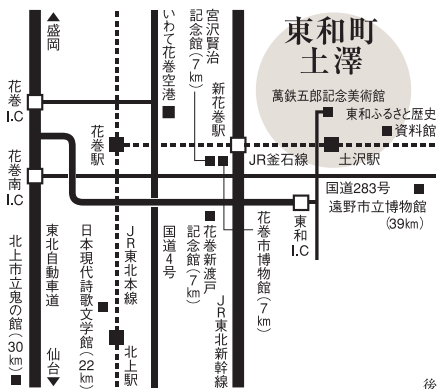 東和町
土澤
▲盛岡
いわて花巻空港
宮沢賢治
記念館(7km)
新花巻駅
萬鉄五郎記念美術館
東和ふるさと歴史
資料館
花巻I.C
花巻駅
JR釜石線
土沢駅
花巻南I.C
国道283号
遠野市立博物館
(39km)
東和I.C
花巻市博物館(7km)
花巻新渡戸
記念館(7km)
JR東北新幹線
国道4号
JR東北本線
北上駅
日本現代詩歌文学館(22km)
東北自動車道
仙台▼
北上市立鬼の館(30km)
後